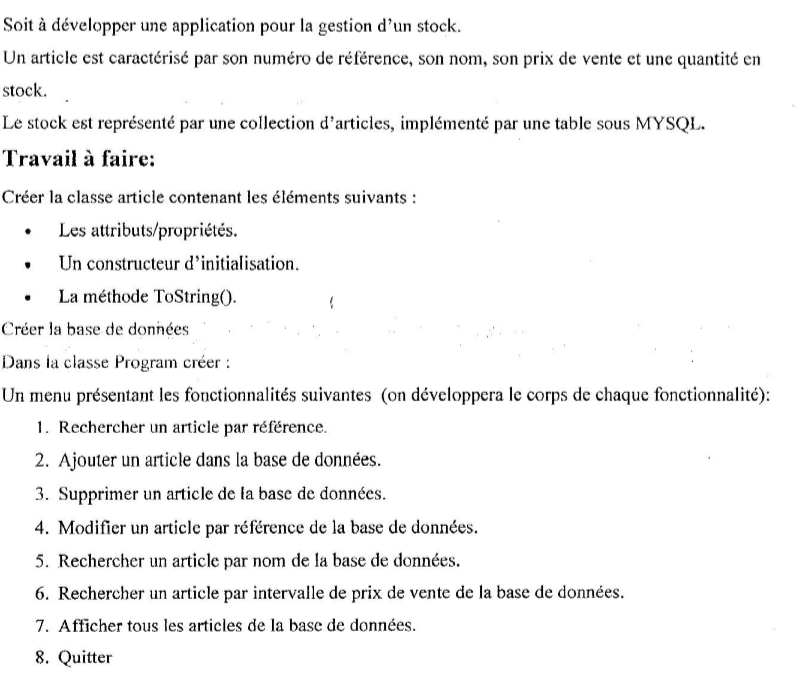 Soit à développer une application pour la gestion d'un stock.
Un article est caractérisé par son numéro de référence, son nom, son prix de vente et une quantité en
stock.
Le stock est représenté par une collection d'articles, implémenté par une table sous MYSQL.
Travail à faire:
Créer la classe article contenant les éléments suivants :
• Les attributs/propriétés.
• Un constructeur d'initialisation.
• La méthode ToString().
Créer la base de données
Dans la classe Program créer :
Un menu présentant les fonctionnalités suivantes (on développera le corps de chaque fonctionnalité):
1. Rechercher un article par référence.
2. Ajouter un article dans la base de données.
3. Supprimer un article de la base de données.
4. Modifier un article par référence de la base de données.
5. Rechercher un article par nom de la base de données.
6. Rechercher un article par intervalle de prix de vente de la base de données.
7. Afficher tous les articles de la base de données.
8. Quitter